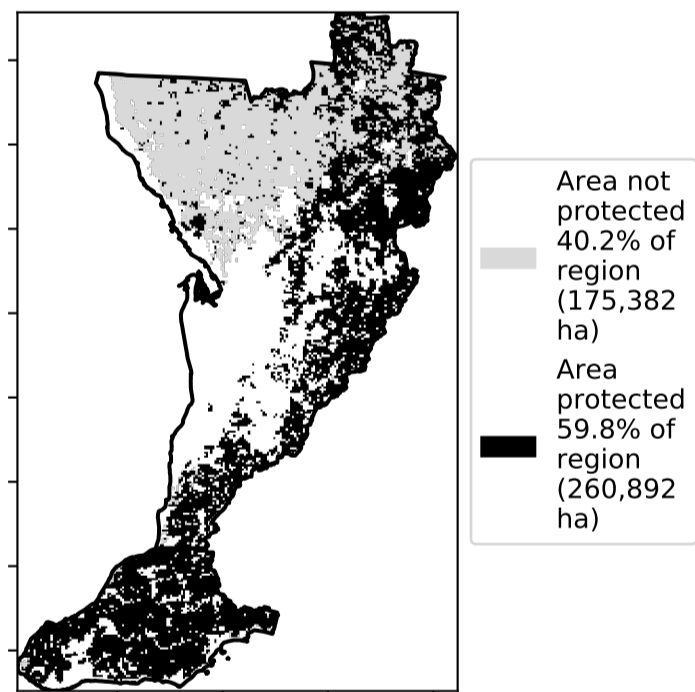 Area not
protected
40.2% of
region
(175,382
ha)
Area
protected
59.8% of
region
(260,892
ha)